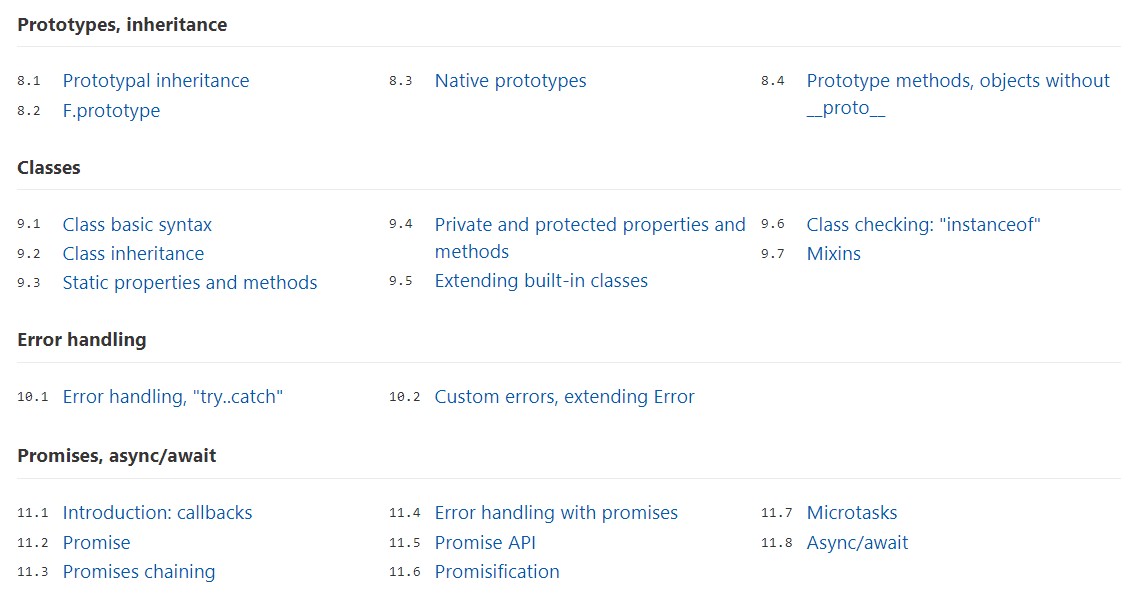 Prototypes, inheritance
8.1 Prototypal inheritance
8.2 F.prototype
8.3 Native prototypes
8.4 Prototype methods, objects without
__proto__
Classes
9.1 Class basic syntax
9.2 Class inheritance
9.3 Static properties and methods
9.4 Private and protected properties and
methods
9.5 Extending built-in classes
9.6 Class checking: "instanceof"
9.7 Mixins
Error handling
10.1 Error handling, "try..catch"
10.2 Custom errors, extending Error
Promises, async/await
11.1 Introduction: callbacks
11.2 Promise
11.3 Promises chaining
11.4 Error handling with promises
11.5 Promise API
11.6 Promisification
11.7 Microtasks
11.8 Async/await